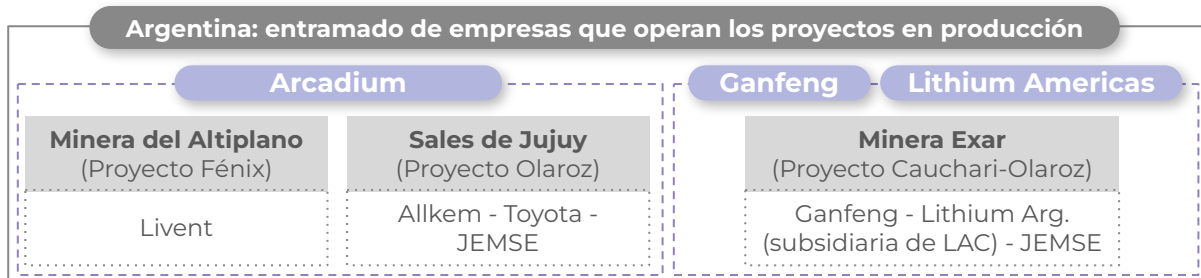 Argentina: entramado de empresas que operan los proyectos en producción
Arcadium
Minera del Altiplano
(Proyecto Fénix)
Livent
Sales de Jujuy
(Proyecto Olaroz)
Allkem - Toyota -
JEMSE
Ganfeng
Lithium Americas
Minera Exar
(Proyecto Cauchari-Olaroz)
Ganfeng - Lithium Arg.
(subsidiaria de LAC) - JEMSE